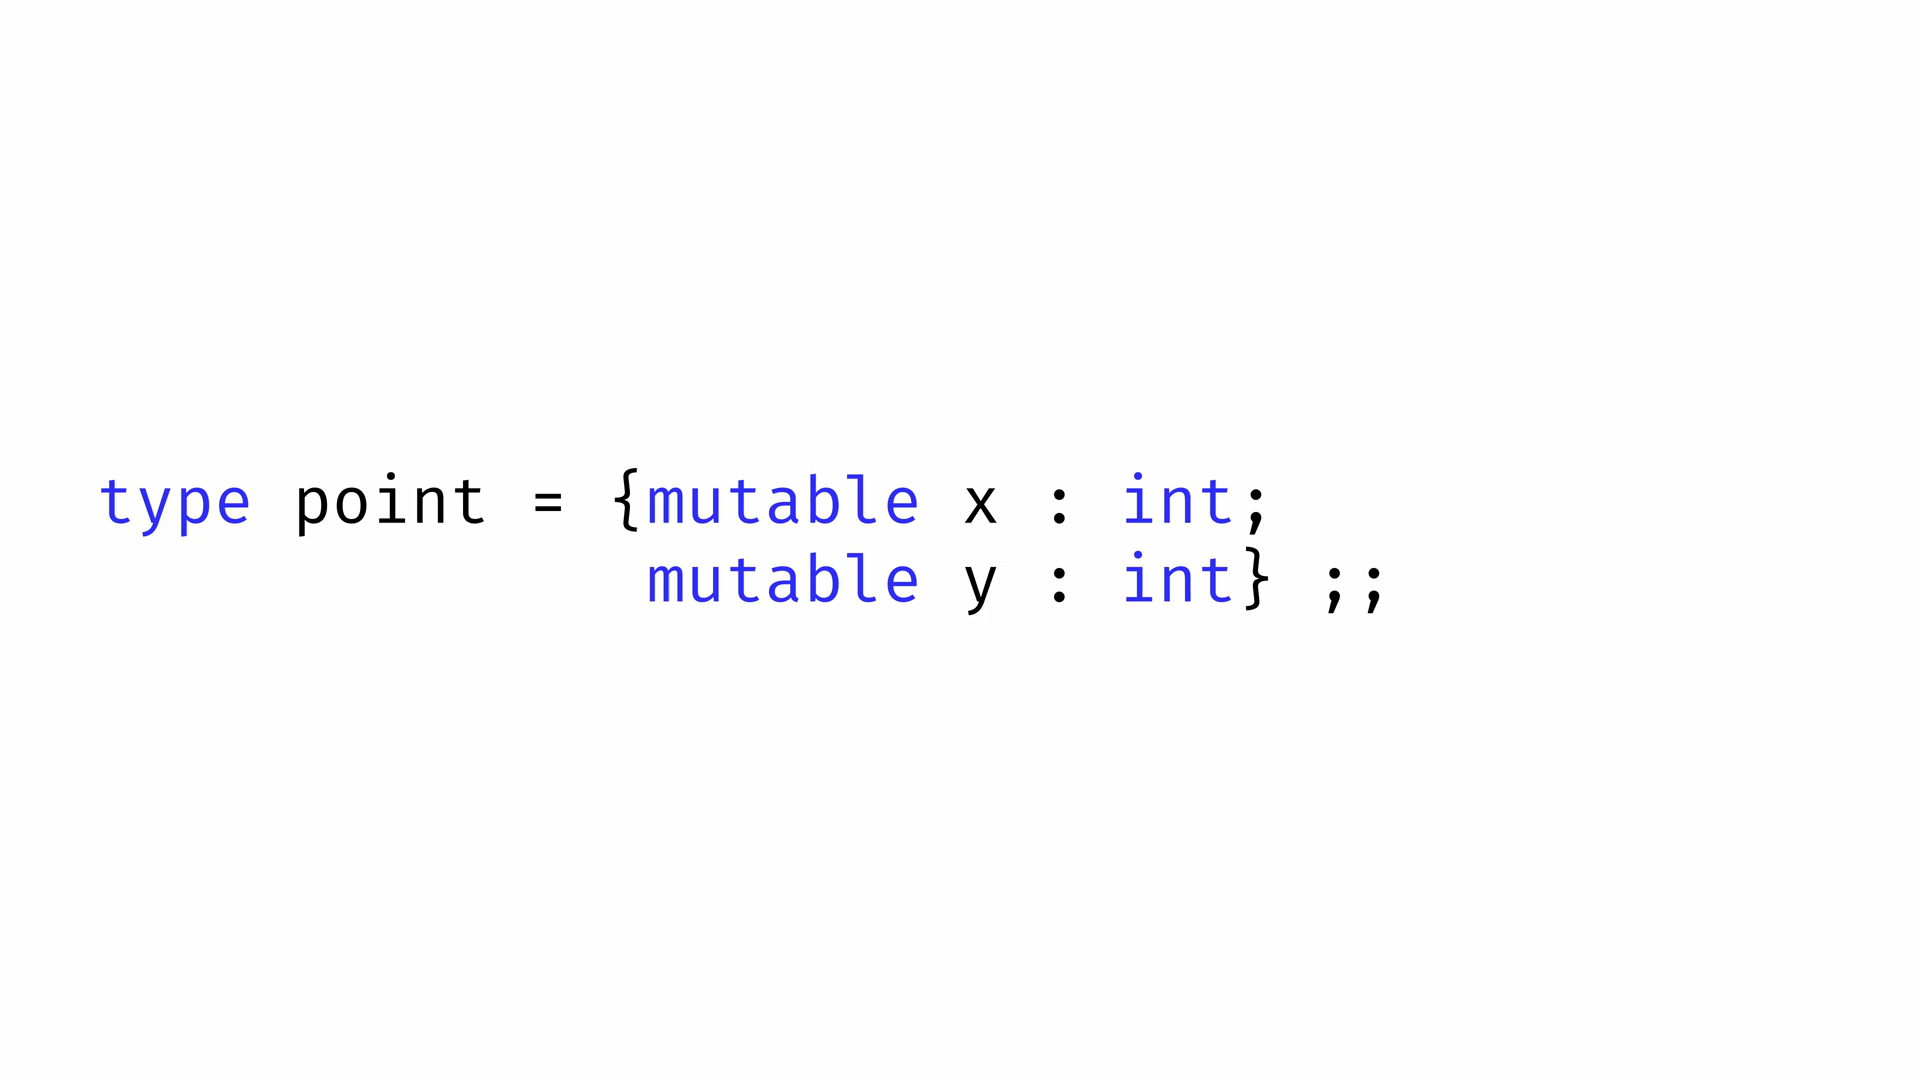 type point = {mutable x : int;
              mutable y : int} ;;